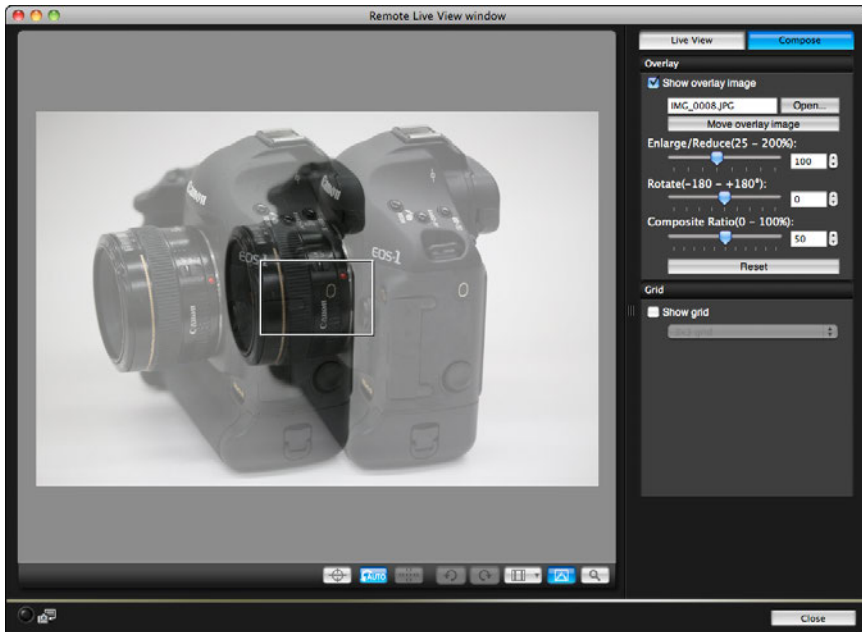 Remote Live View window
Live View
Compose
Overlay
Show overlay image
IMG_0008.JPG
Open...
Move overlay image
Enlarge/Reduce(25 – 200%):
100
Rotate(-180 – +180°):
0
Composite Ratio(0 – 100%):
50
Reset
Grid
Show grid
Canon
Canon
EOS-1
EOS-1
Canon
Canon
AUTO
Close